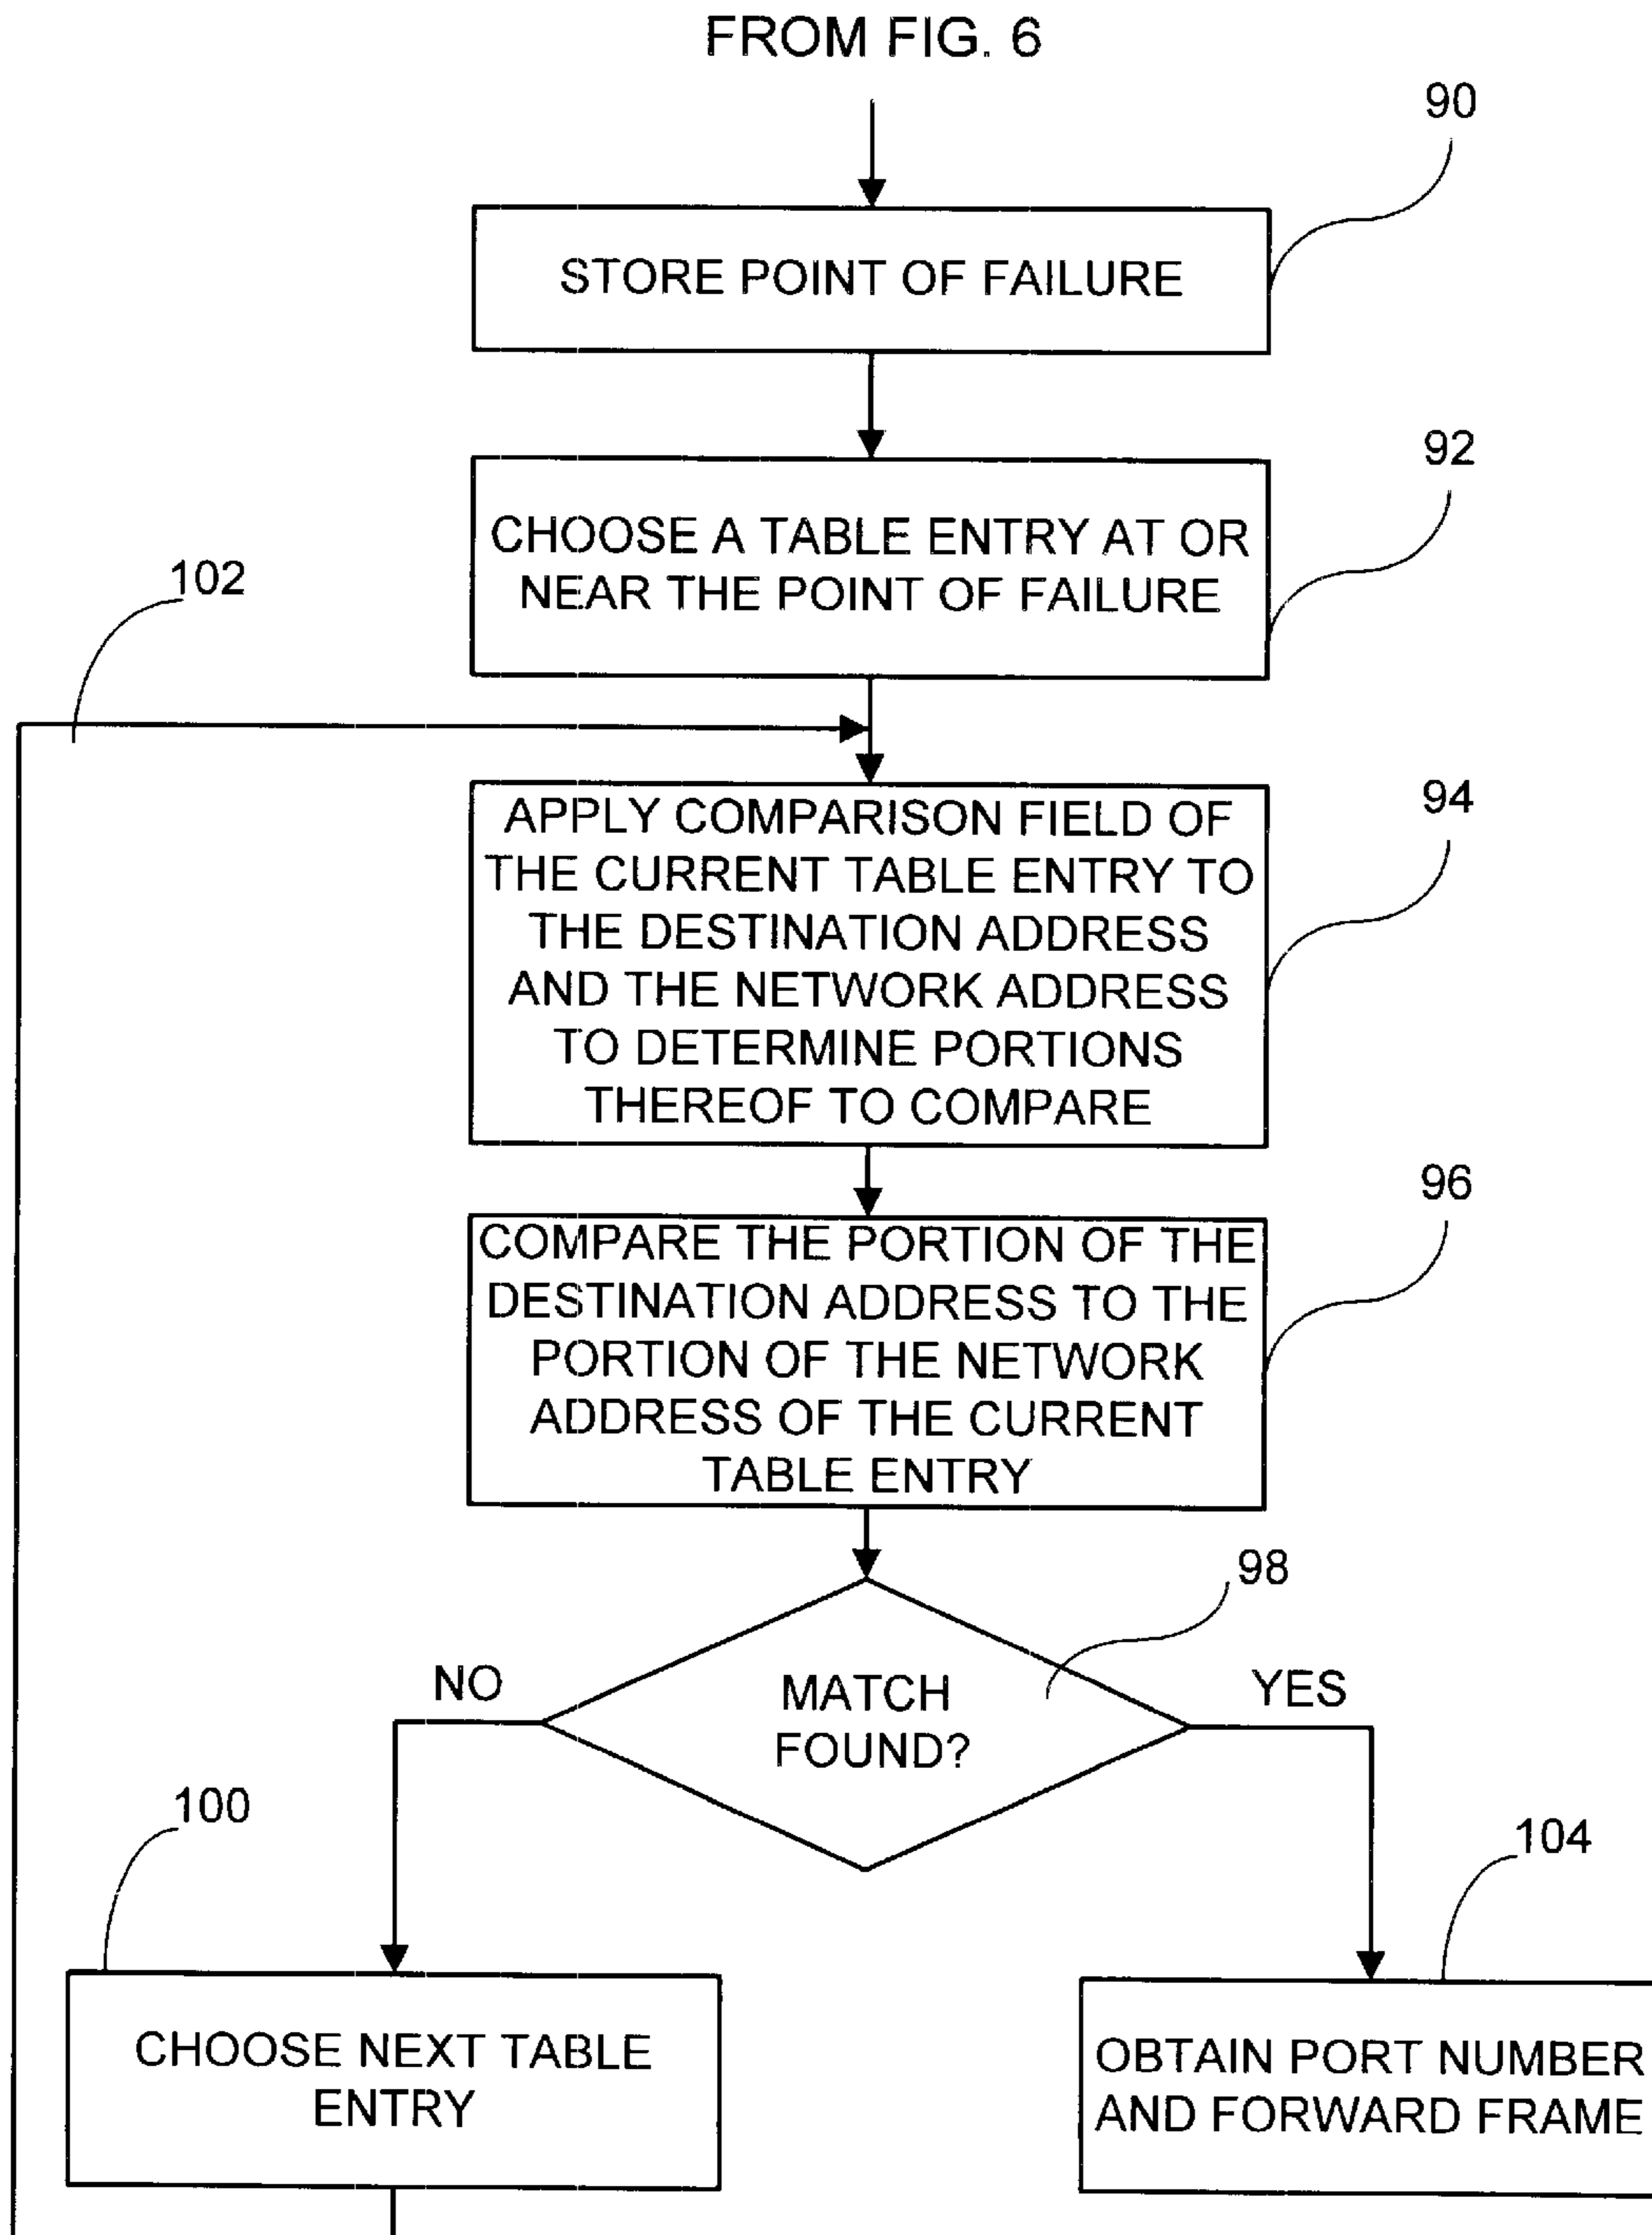 FROM FIG. 6
90
STORE POINT OF FAILURE
92
CHOOSE A TABLE ENTRY AT OR
NEAR THE POINT OF FAILURE
102
94
APPLY COMPARISON FIELD OF
THE CURRENT TABLE ENTRY TO
THE DESTINATION ADDRESS
AND THE NETWORK ADDRESS
TO DETERMINE PORTIONS
THEREOF TO COMPARE
96
COMPARE THE PORTION OF THE
DESTINATION ADDRESS TO THE
PORTION OF THE NETWORK
ADDRESS OF THE CURRENT
TABLE ENTRY
98
NO
MATCH
FOUND?
YES
100
CHOOSE NEXT TABLE
ENTRY
104
OBTAIN PORT NUMBER
AND FORWARD FRAME